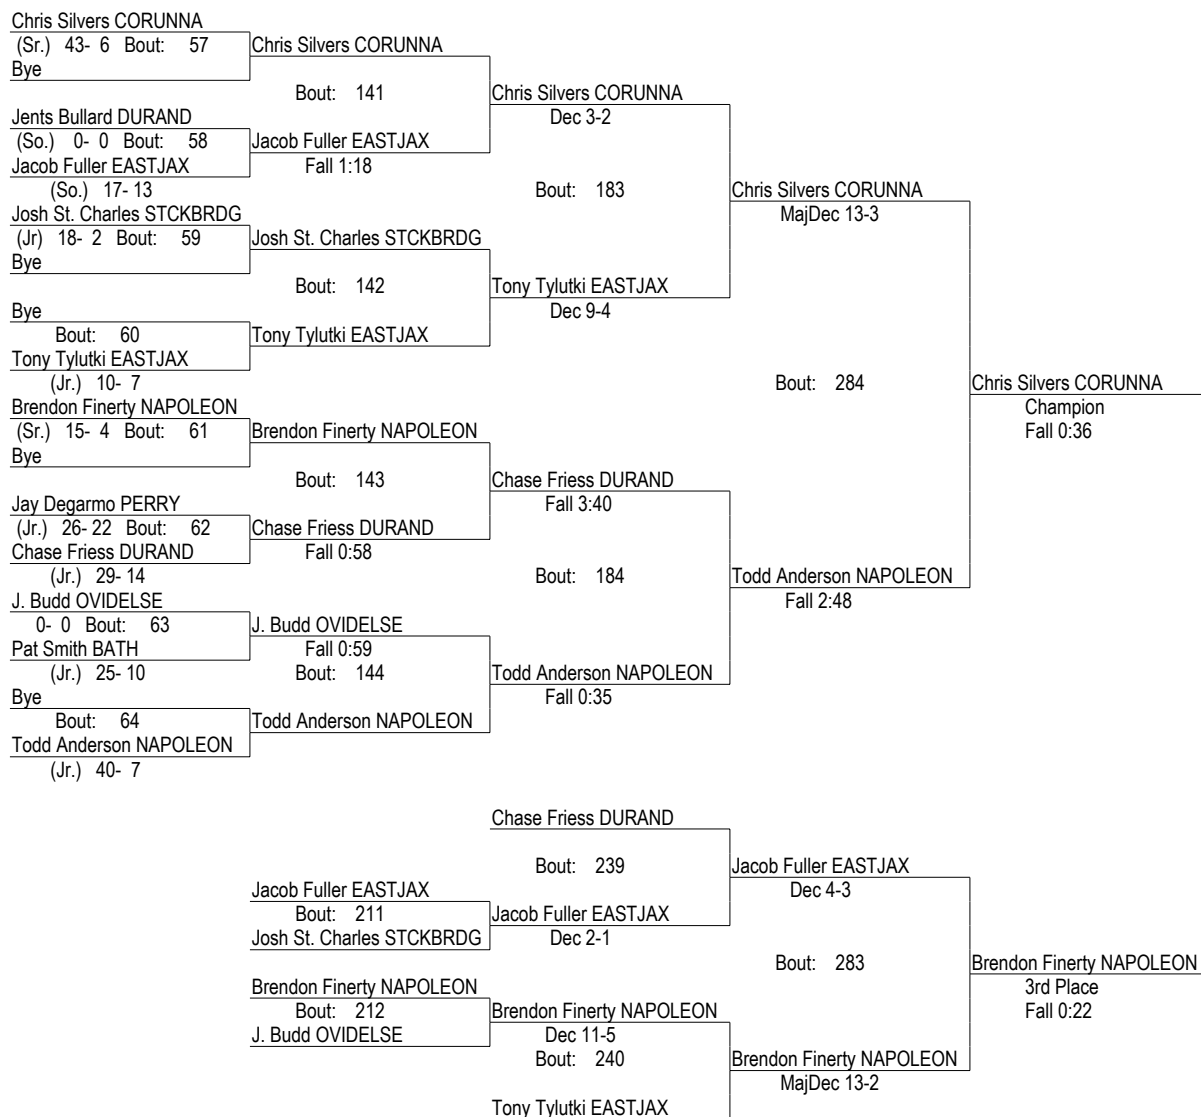 Chris Silvers CORUNNA
(Sr.) 43- 6 Bout: 57
Chris Silvers CORUNNA
Bye
Bout: 141
Chris Silvers CORUNNA
Dec 3-2
Jents Bullard DURAND
(So.) 0- 0 Bout: 58
Jacob Fuller EASTJAX
Jacob Fuller EASTJAX
Fall 1:18
(So.) 17- 13
Bout: 183
Chris Silvers CORUNNA
MajDec 13-3
Josh St. Charles STCKBRDG
(Jr) 18- 2 Bout: 59
Josh St. Charles STCKBRDG
Bye
Bout: 142
Tony Tylutki EASTJAX
Dec 9-4
Bye
Bout: 60
Tony Tylutki EASTJAX
Tony Tylutki EASTJAX
(Jr.) 10- 7
Bout: 284
Chris Silvers CORUNNA
Champion
Fall 0:36
Brendon Finerty NAPOLEON
(Sr.) 15- 4 Bout: 61
Brendon Finerty NAPOLEON
Bye
Bout: 143
Chase Friess DURAND
Fall 3:40
Jay Degarmo PERRY
(Jr.) 26- 22 Bout: 62
Chase Friess DURAND
Chase Friess DURAND
Fall 0:58
(Jr.) 29- 14
Bout: 184
Todd Anderson NAPOLEON
Fall 2:48
J. Budd OVIDELSE
0- 0 Bout: 63
J. Budd OVIDELSE
Pat Smith BATH
Fall 0:59
(Jr.) 25- 10
Bout: 144
Todd Anderson NAPOLEON
Fall 0:35
Bye
Bout: 64
Todd Anderson NAPOLEON
Todd Anderson NAPOLEON
(Jr.) 40- 7
Chase Friess DURAND
Bout: 239
Jacob Fuller EASTJAX
Dec 4-3
Jacob Fuller EASTJAX
Bout: 211
Jacob Fuller EASTJAX
Josh St. Charles STCKBRDG
Dec 2-1
Bout: 283
Brendon Finerty NAPOLEON
3rd Place
Fall 0:22
Brendon Finerty NAPOLEON
Bout: 212
Brendon Finerty NAPOLEON
J. Budd OVIDELSE
Dec 11-5
Bout: 240
Brendon Finerty NAPOLEON
MajDec 13-2
Tony Tylutki EASTJAX